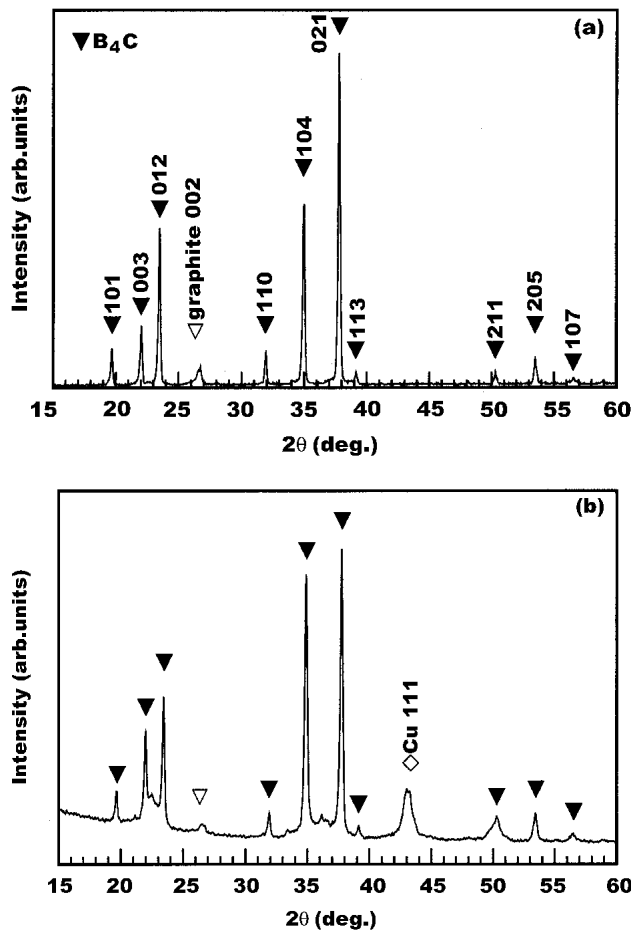 (a)
▼B₄C
021
104
012
graphite 002
003
101
110
113
211
205
107
Intensity (arb.units)
15 20 25 30 35 40 45 50 55 60
2θ (deg.)
(b)
Cu 111
Intensity (arb.units)
15 20 25 30 35 40 45 50 55 60
2θ (deg.)